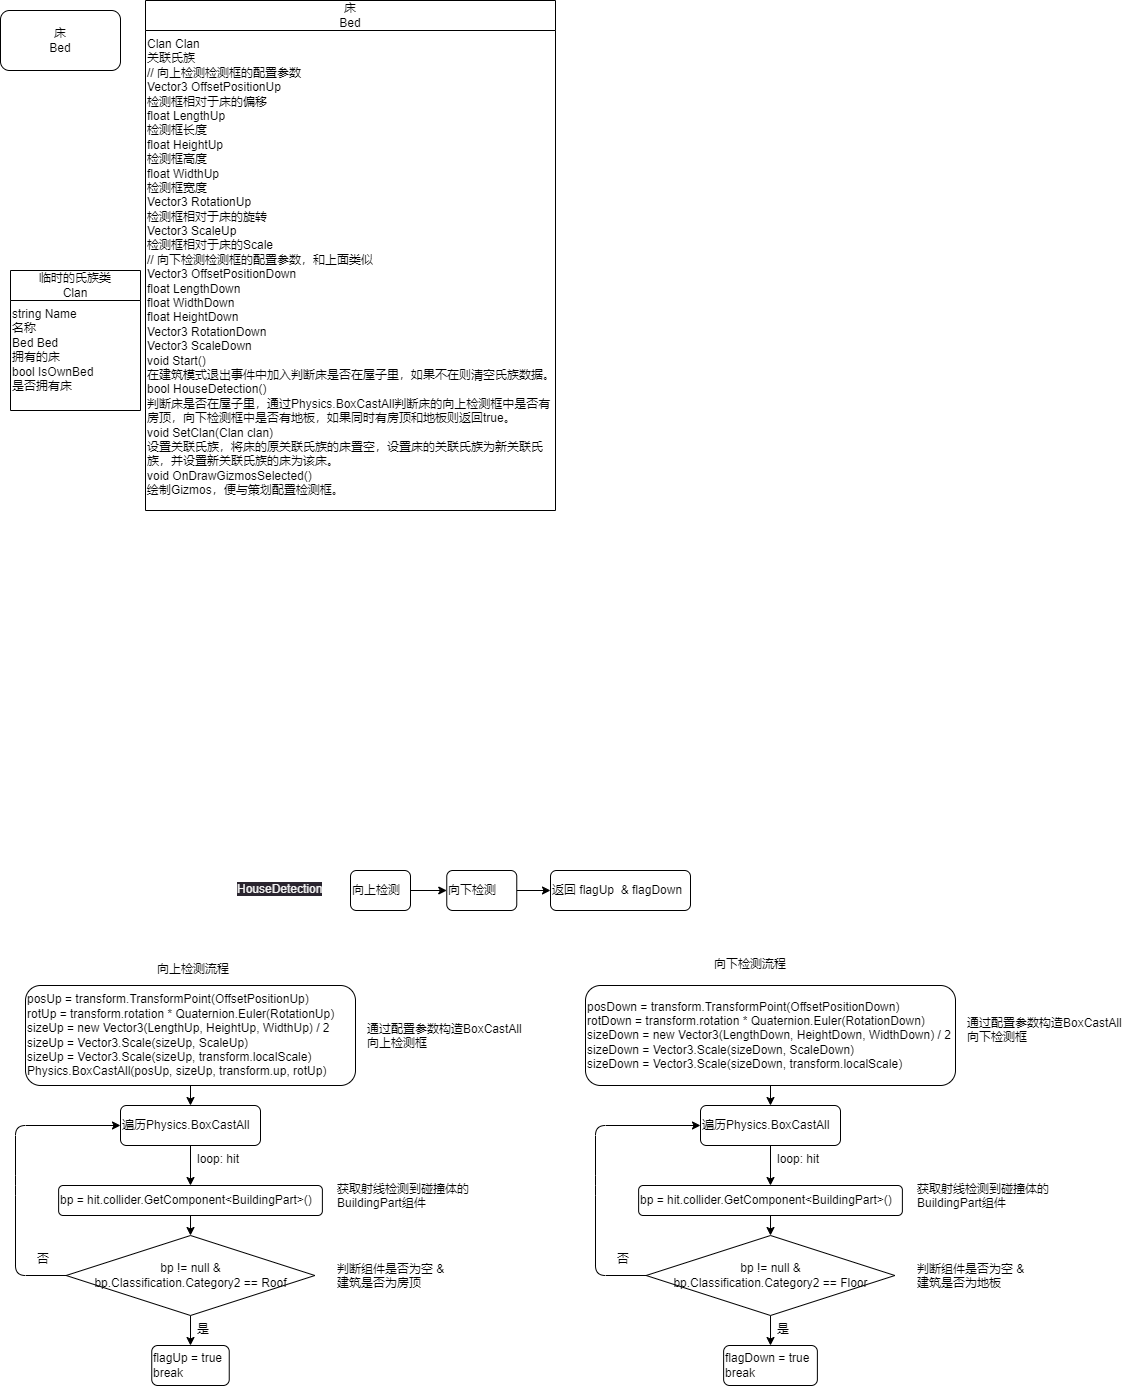 床
Bed
床
Bed
Clan Clan
关联氏族
// 向上检测检测框的配置参数
Vector3 OffsetPositionUp
检测框相对于床的偏移
float LengthUp
检测框长度
float HeightUp
检测框高度
float WidthUp
检测框宽度
Vector3 RotationUp
检测框相对于床的旋转
Vector3 ScaleUp
检测框相对于床的Scale
// 向下检测检测框的配置参数，和上面类似
Vector3 OffsetPositionDown
float LengthDown
float WidthDown
float HeightDown
Vector3 RotationDown
Vector3 ScaleDown
void Start()
在建筑模式退出事件中加入判断床是否在屋子里，如果不在则清空氏族数据。
bool HouseDetection()
判断床是否在屋子里，通过Physics.BoxCastAll判断床的向上检测框中是否有
房顶，向下检测框中是否有地板，如果同时有房顶和地板则返回true。
void SetClan(Clan clan)
设置关联氏族，将床的原关联氏族的床置空，设置床的关联氏族为新关联氏
族，并设置新关联氏族的床为该床。
void OnDrawGizmosSelected()
绘制Gizmos，便与策划配置检测框。
临时的氏族类
Clan
string Name
名称
Bed Bed
拥有的床
bool IsOwnBed
是否拥有床
HouseDetection
向上检测
向下检测
返回 flagUp & flagDown
向上检测流程
posUp = transform.TransformPoint(OffsetPositionUp)
rotUp = transform.rotation * Quaternion.Euler(RotationUp)
sizeUp = new Vector3(LengthUp, HeightUp, WidthUp) / 2
sizeUp = Vector3.Scale(sizeUp, ScaleUp)
sizeUp = Vector3.Scale(sizeUp, transform.localScale)
Physics.BoxCastAll(posUp, sizeUp, transform.up, rotUp)
通过配置参数构造BoxCastAll
向上检测框
遍历Physics.BoxCastAll
loop: hit
bp = hit.collider.GetComponent<BuildingPart>()
获取射线检测到碰撞体的
BuildingPart组件
否
bp != null &
bp.Classification.Category2 == Roof
判断组件是否为空 &
建筑是否为房顶
是
flagUp = true
break
向下检测流程
posDown = transform.TransformPoint(OffsetPositionDown)
rotDown = transform.rotation * Quaternion.Euler(RotationDown)
sizeDown = new Vector3(LengthDown, HeightDown, WidthDown) / 2
sizeDown = Vector3.Scale(sizeDown, ScaleDown)
sizeDown = Vector3.Scale(sizeDown, transform.localScale)
通过配置参数构造BoxCastAll
向下检测框
遍历Physics.BoxCastAll
loop: hit
bp = hit.collider.GetComponent<BuildingPart>()
获取射线检测到碰撞体的
BuildingPart组件
否
bp != null &
bp.Classification.Category2 == Floor
判断组件是否为空 &
建筑是否为地板
是
flagDown = true
break